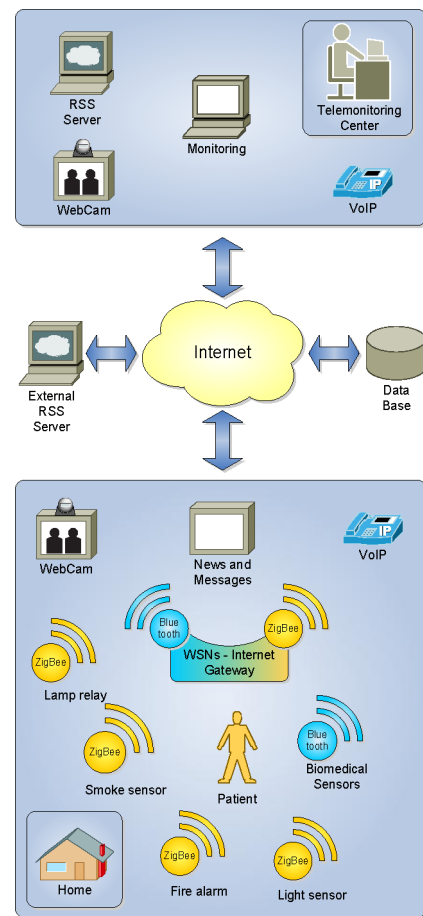 RSS
Server
Monitoring
Telemonitoring
Center
WebCam
IP
VoIP
Internet
External
RSS
Server
Data
Base
WebCam
News and
Messages
IP
VoIP
Blue
tooth
ZigBee
WSNs - Internet
Gateway
ZigBee
Lamp relay
ZigBee
Smoke sensor
Patient
Blue
tooth
Biomedical
Sensors
Home
ZigBee
Fire alarm
ZigBee
Light sensor